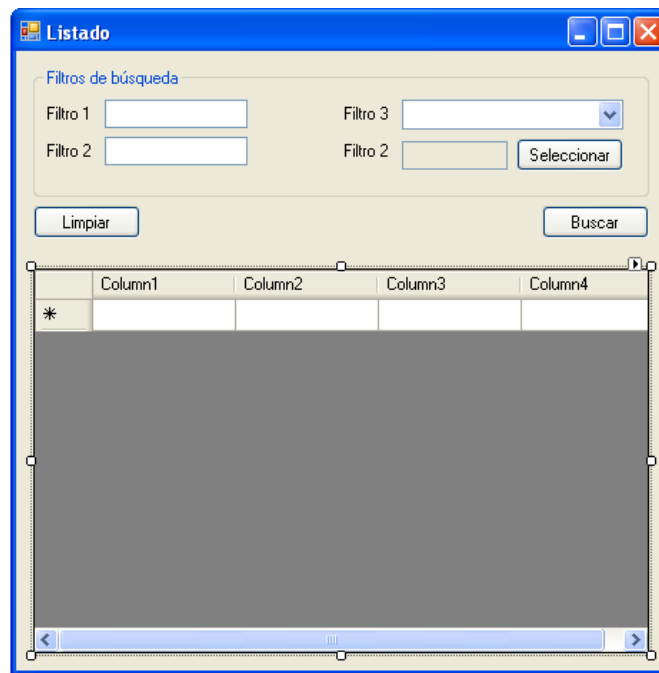 Listado
Filtros de búsqueda
Filtro 1
Filtro 3
Filtro 2
Filtro 2
Seleccionar
Limpiar
Buscar
Column1 Column2 Column3 Column4